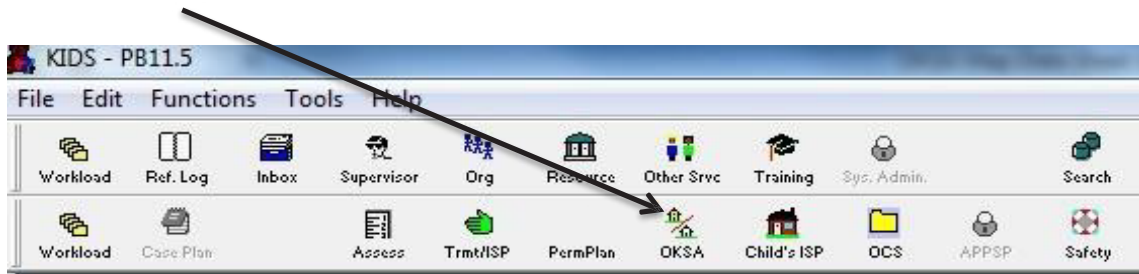 KIDS - PB11.5
File Edit Functions Tools Help
Workload Ref. Log Inbox Supervisor Org Resource Other Srvc Training Sys. Admin. Search
Workload Case Plan Assess Trmt/ISP PermPlan OKSA Child's ISP OCS APPSP Safety